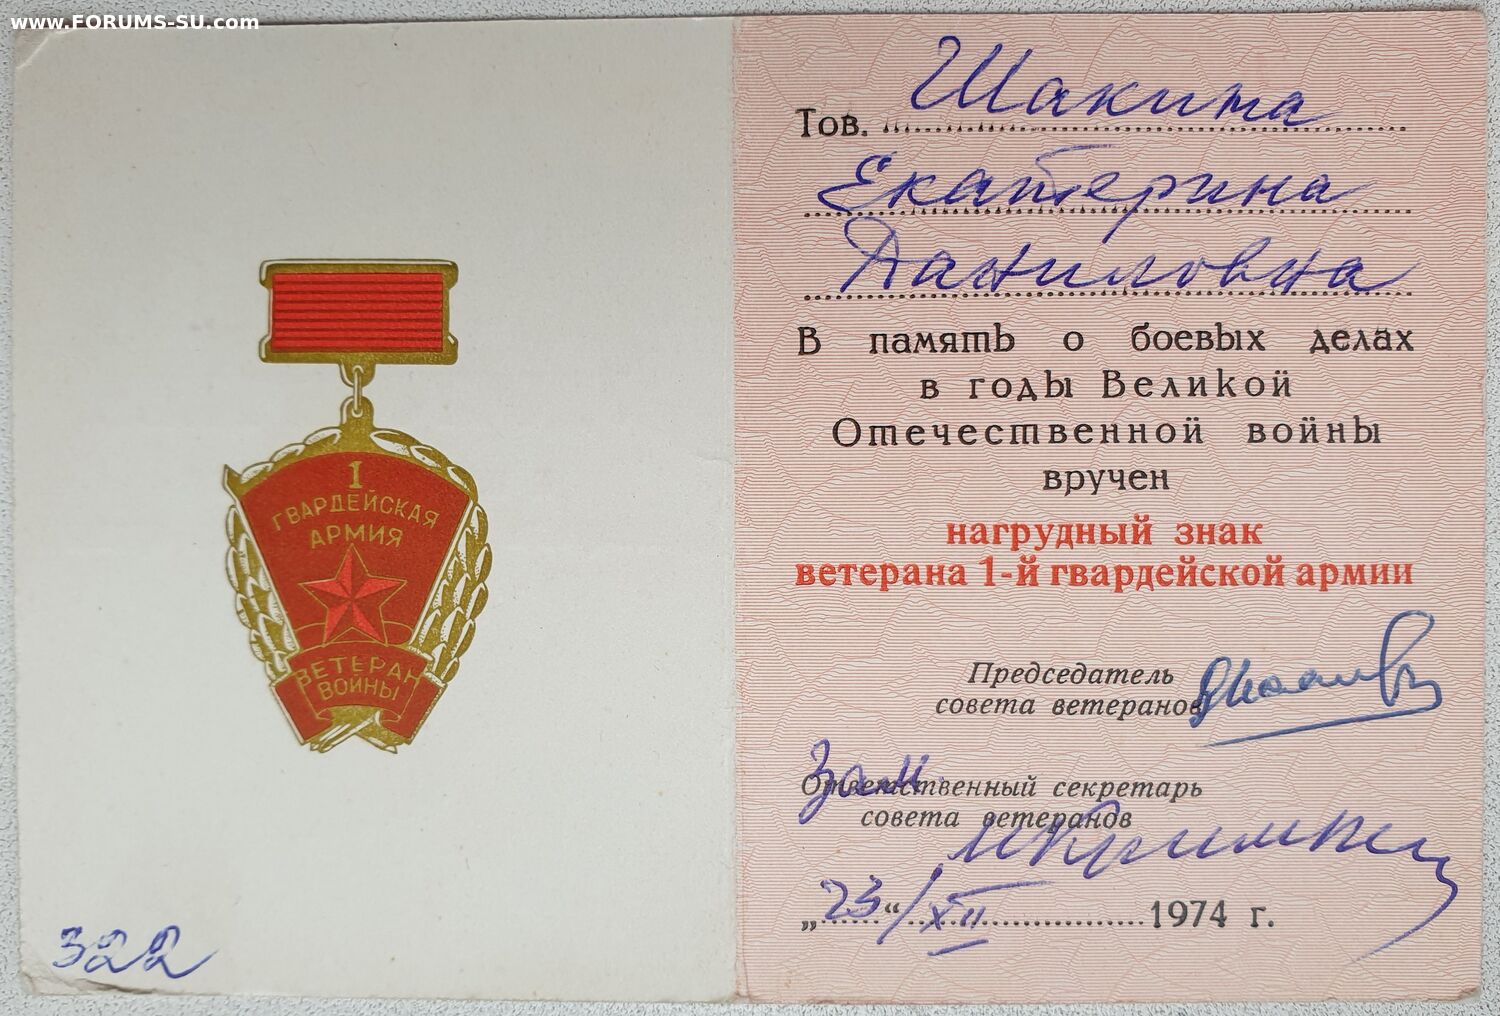 www.FORUMS-SU.com
I
ГВАРДЕЙСКАЯ
АРМИЯ
ВЕТЕРАН
ВОЙНЫ
322
Тов. Шакина
Екатерина
Даниловна
В память о боевых делах
в годы Великой
Отечественной войны
вручен
нагрудный знак
ветерана 1-й гвардейской армии
Председатель
совета ветеранов
Зам.
Ответственный секретарь
совета ветеранов
„23“/XII 1974 г.